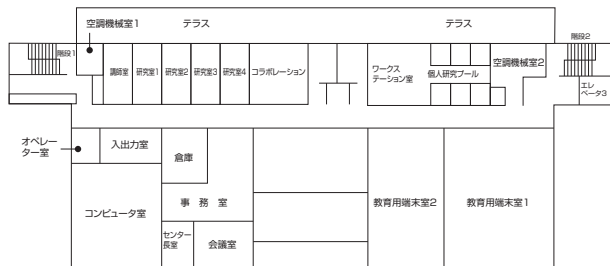 空調機械室1
テラス
テラス
階段1
階段2
講師室
研究室1
研究室2
研究室3
研究室4
コラボレーション
ワークス
テーション室
個人研究プール
空調機械室2
エレ
ベータ3
オペレー
ター室
入出力室
倉庫
コンピュータ室
事 務 室
教育用端末室2
教育用端末室1
センター
長室
会議室